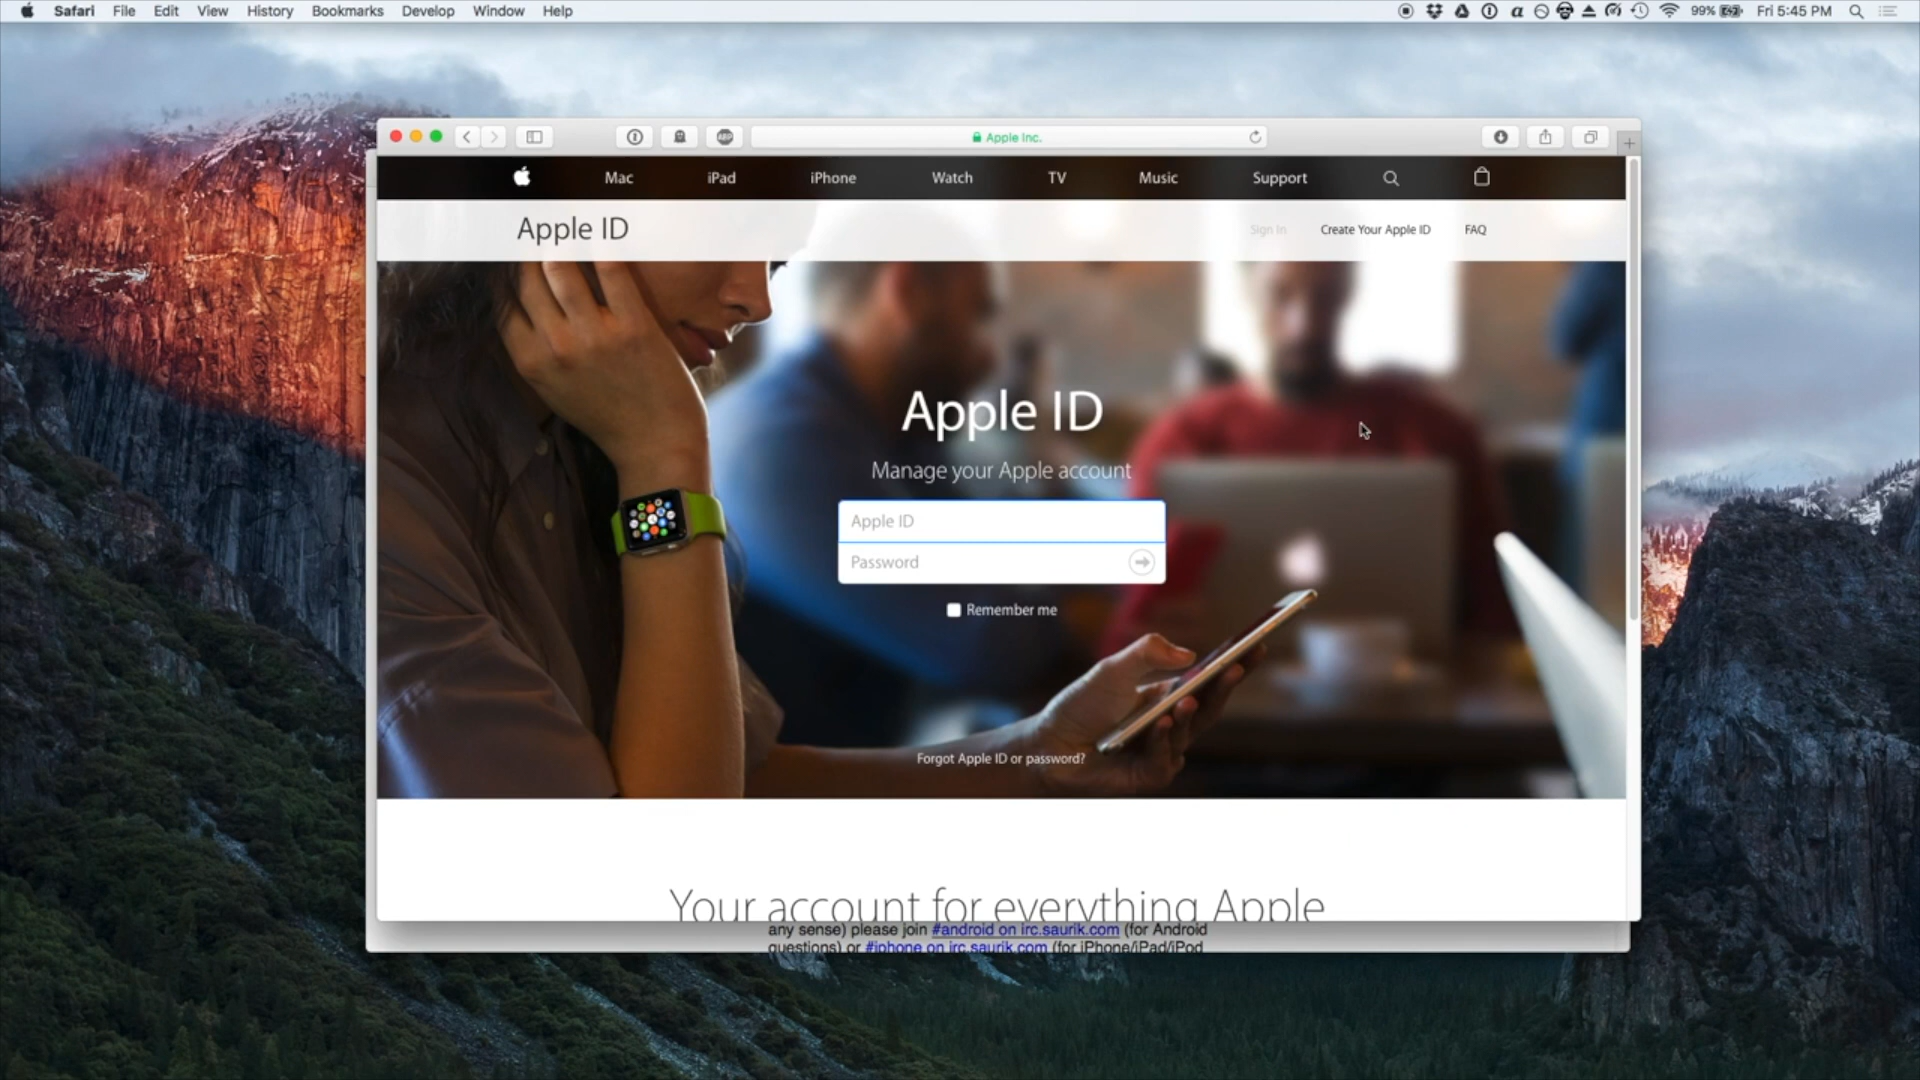 Safari File Edit View History Bookmarks Develop Window Help 99% Fri 5:45 PM
ABP Apple Inc.
Mac iPad iPhone Watch TV Music Support
Apple ID Sign In Create Your Apple ID FAQ
Apple ID
Manage your Apple account
Apple ID
Password
Remember me
Forgot Apple ID or password?
Your account for everything Apple
any sense) please join #android on irc.saurik.com (for Android
questions) or #iphone on irc.saurik.com (for iPhone/iPad/iPod